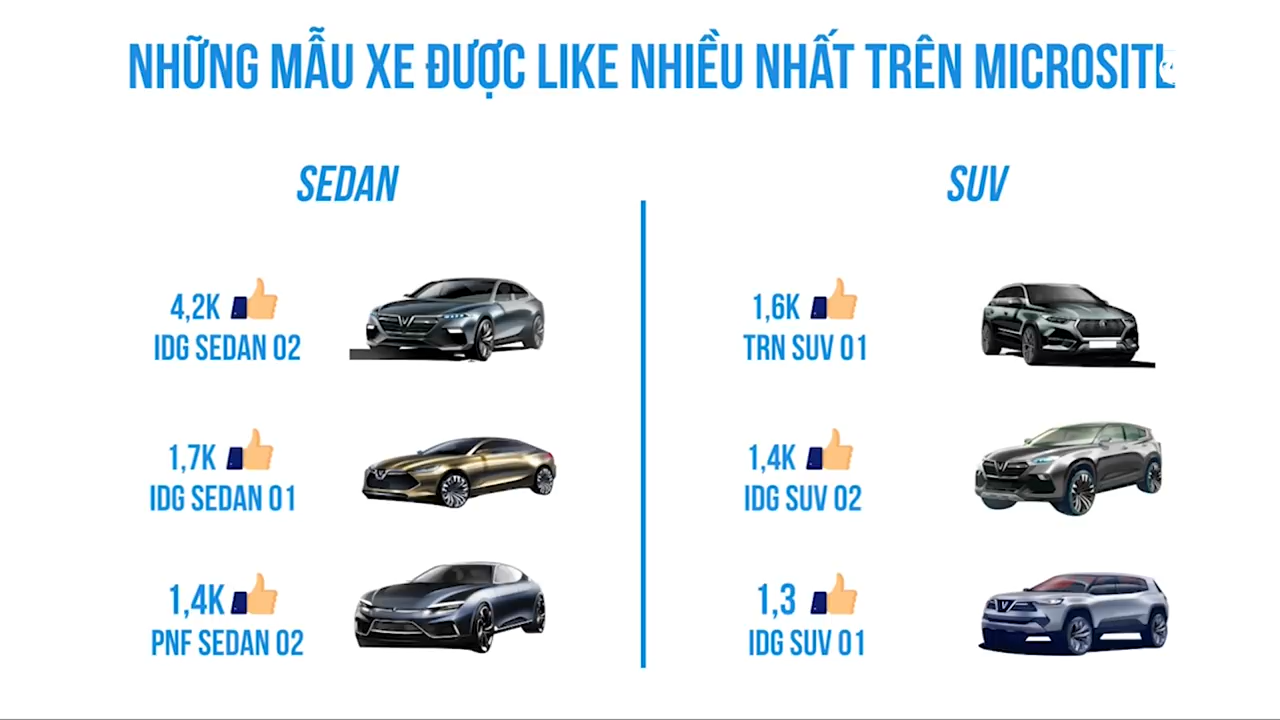 NHỮNG MẪU XE ĐƯỢC LIKE NHIỀU NHẤT TRÊN MICROSITE
SEDAN
4,2K
IDG SEDAN 02
1,7K
IDG SEDAN 01
1,4K
PNF SEDAN 02
SUV
1,6K
TRN SUV 01
1,4K
IDG SUV 02
1,3
IDG SUV 01